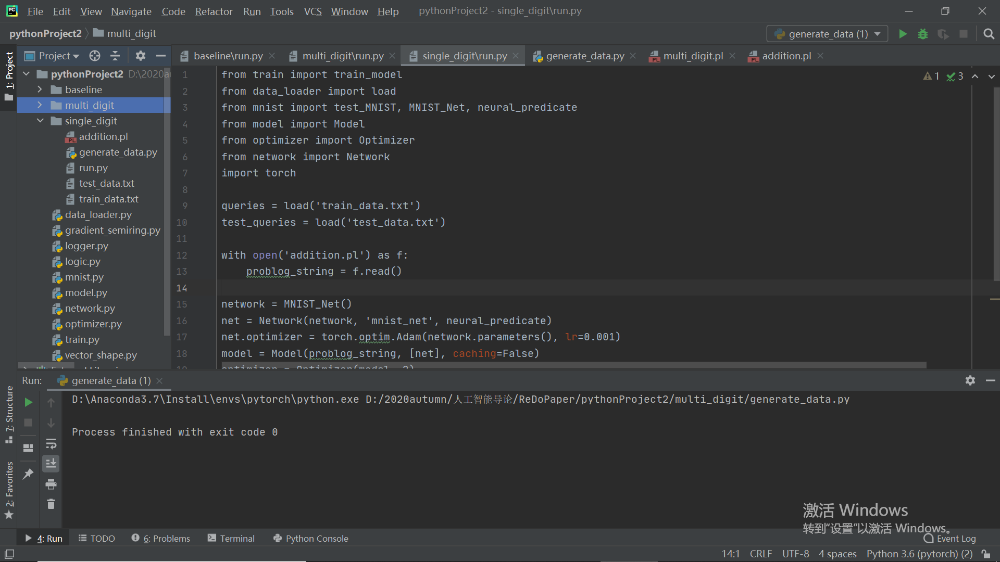 File Edit View Navigate Code Refactor Run Tools VCS Window Help pythonProject2 - single_digit\run.py
pythonProject2 multi_digit
generate_data (1)
1: Project
Project
baseline\run.py multi_digit\run.py single_digit\run.py generate_data.py multi_digit.pl addition.pl
pythonProject2 D:\2020a
baseline
multi_digit
single_digit
addition.pl
generate_data.py
run.py
test_data.txt
train_data.txt
data_loader.py
gradient_semiring.py
logger.py
logic.py
mnist.py
model.py
network.py
optimizer.py
train.py
vector_shape.py
1 from train import train_model
2 from data_loader import load
3 from mnist import test_MNIST, MNIST_Net, neural_predicate
4 from model import Model
5 from optimizer import Optimizer
6 from network import Network
7 import torch
8
9 queries = load('train_data.txt')
10 test_queries = load('test_data.txt')
11
12 with open('addition.pl') as f:
13 problog_string = f.read()
14
15 network = MNIST_Net()
16 net = Network(network, 'mnist_net', neural_predicate)
17 net.optimizer = torch.optim.Adam(network.parameters(), lr=0.001)
18 model = Model(problog_string, [net], caching=False)
19 optimizer = Optimizer(model, 2)
1 3
Run: generate_data (1)
D:\Anaconda3.7\Install\envs\pytorch\python.exe D:/2020autumn/人工智能导论/ReDoPaper/pythonProject2/multi_digit/generate_data.py
Process finished with exit code 0
7: Structure
2: Favorites
激活 Windows
转到“设置”以激活 Windows。
4: Run TODO 6: Problems Terminal Python Console Event Log
14:1 CRLF UTF-8 4 spaces Python 3.6 (pytorch) (2)